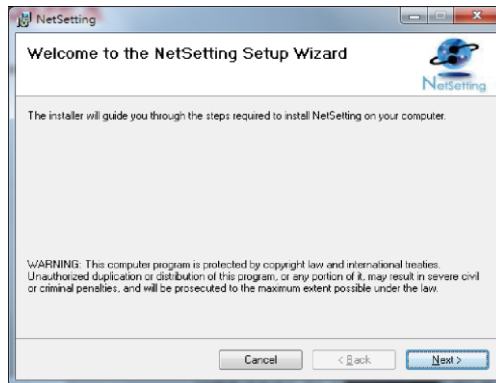 NetSetting
Welcome to the NetSetting Setup Wizard
NetSetting
The installer will guide you through the steps required to install NetSetting on your computer.
WARNING: This computer program is protected by copyright law and international treaties.
Unauthorized duplication or distribution of this program, or any portion of it, may result in severe civil
or criminal penalties, and will be prosecuted to the maximum extent possible under the law.
Cancel
< Back
Next >